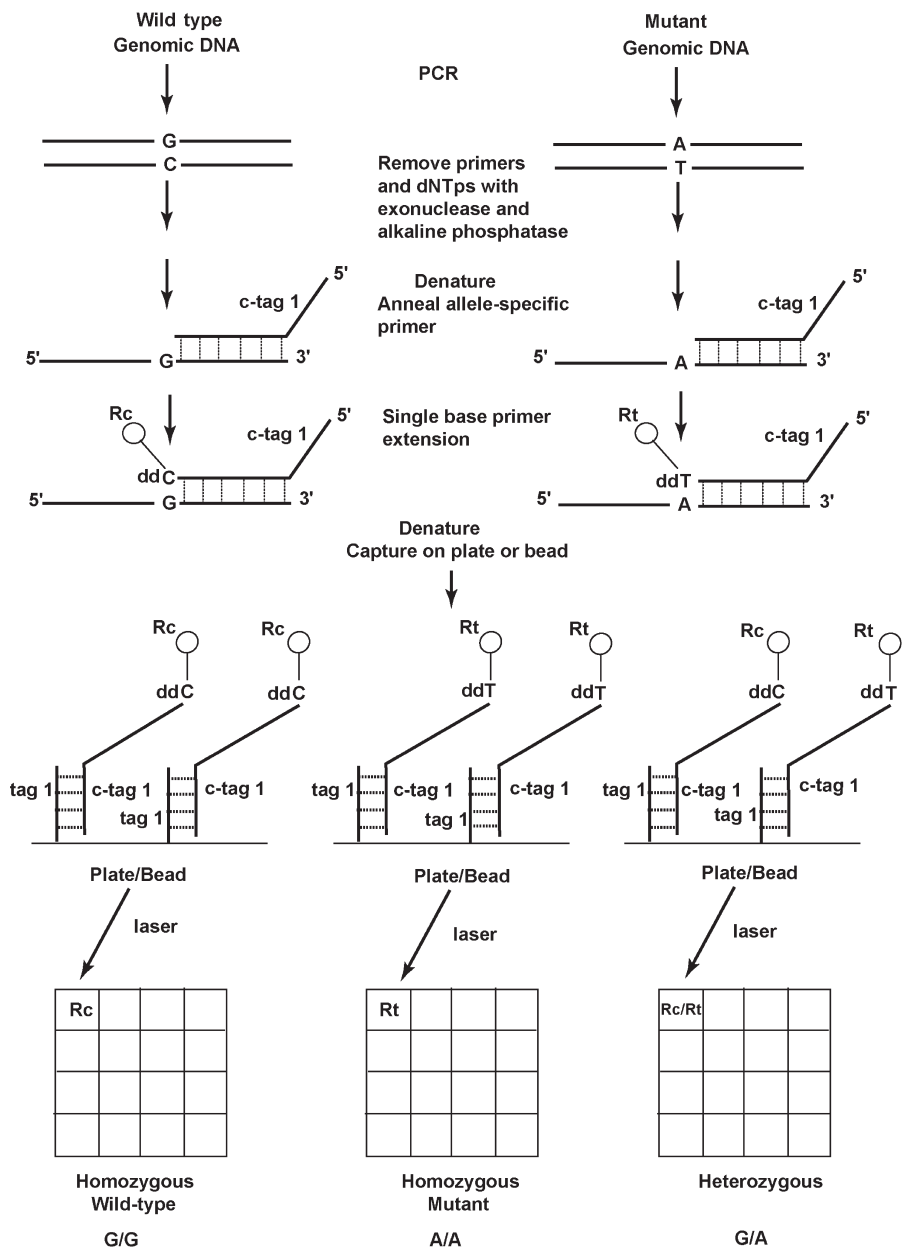 Wild type
Genomic DNA
Mutant
Genomic DNA
PCR
G
C
A
T
Remove primers
and dNTps with
exonuclease and
alkaline phosphatase
Denature
Anneal allele-specific
primer
5'
c-tag 1
5'
G
3'
5'
c-tag 1
5'
A
3'
Single base primer
extension
Rc
5'
c-tag 1
ddC
5'
G
3'
Rt
5'
c-tag 1
ddT
5'
A
3'
Denature
Capture on plate or bead
Rc
Rc
Rt
Rt
Rc
Rt
ddC
ddC
ddT
ddT
ddC
ddT
tag 1
c-tag 1
tag 1
c-tag 1
tag 1
c-tag 1
tag 1
c-tag 1
tag 1
c-tag 1
tag 1
c-tag 1
Plate/Bead
Plate/Bead
Plate/Bead
laser
laser
laser
Rc
Rt
Rc/Rt
Homozygous
Wild-type
Homozygous
Mutant
Heterozygous
G/G
A/A
G/A